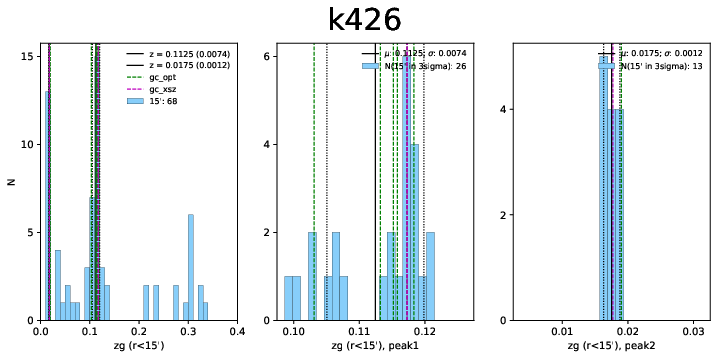 k426
z = 0.1125 (0.0074)
z = 0.0175 (0.0012)
gc_opt
gc_xsz
15': 68
N
15
10
5
0
0.0 0.1 0.2 0.3 0.4
zg (r<15')
μ: 0.1125; σ: 0.0074
N(15' in 3sigma): 26
6
4
2
0
0.10 0.11 0.12
zg (r<15'), peak1
μ: 0.0175; σ: 0.0012
N(15' in 3sigma): 13
4
2
0
0.01 0.02 0.03
zg (r<15'), peak2